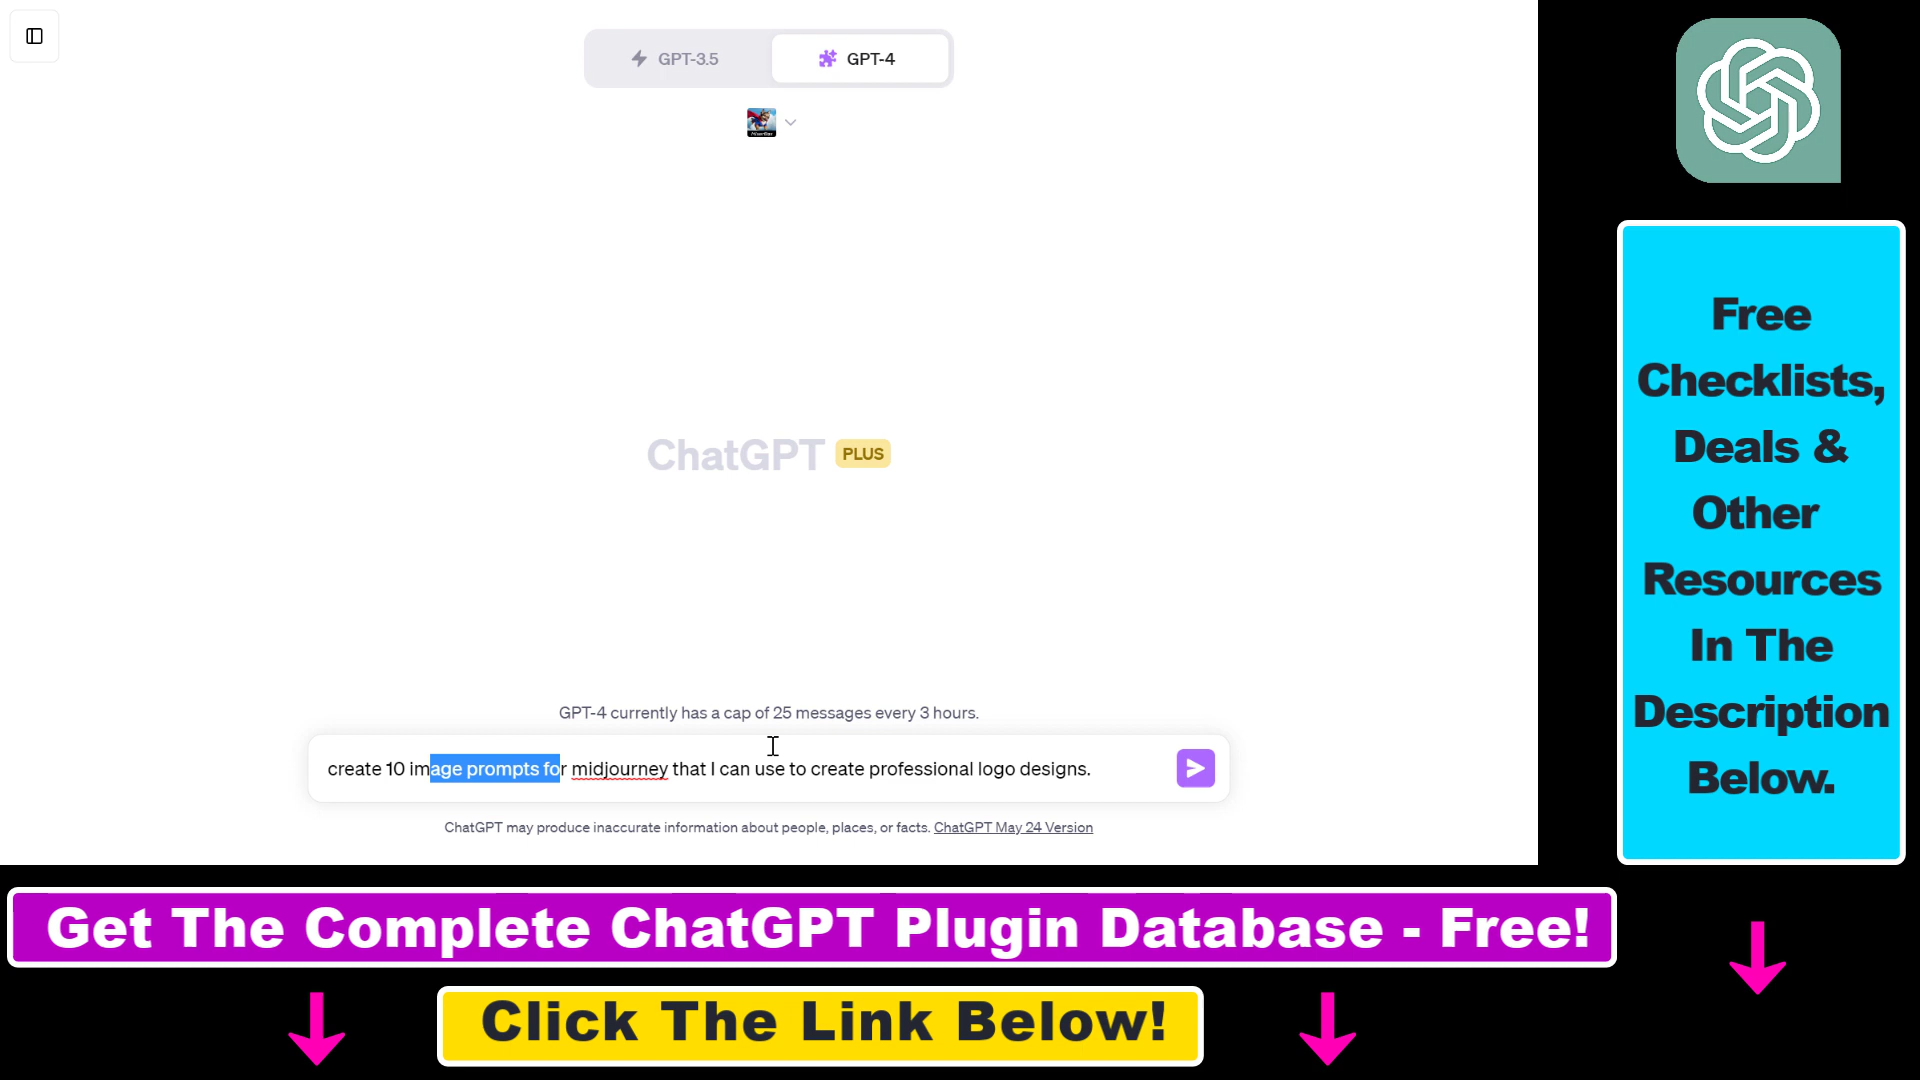 GPT-3.5
GPT-4
ChatGPT PLUS
GPT-4 currently has a cap of 25 messages every 3 hours.
create 10 image prompts for midjourney that I can use to create professional logo designs.
ChatGPT may produce inaccurate information about people, places, or facts. ChatGPT May 24 Version
Free
Checklists,
Deals &
Other
Resources
In The
Description
Below.
Get The Complete ChatGPT Plugin Database - Free!
Click The Link Below!